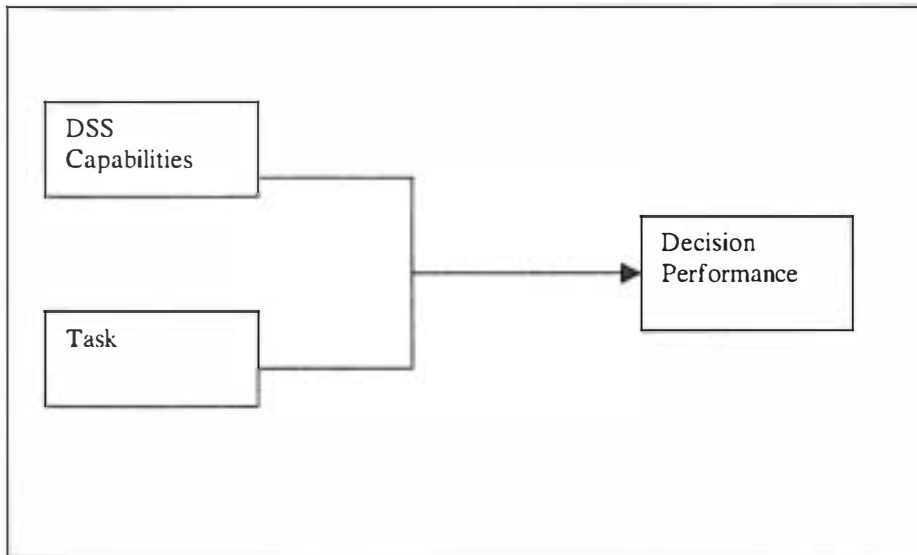 DSS
Capabilities
Decision
Performance
Task